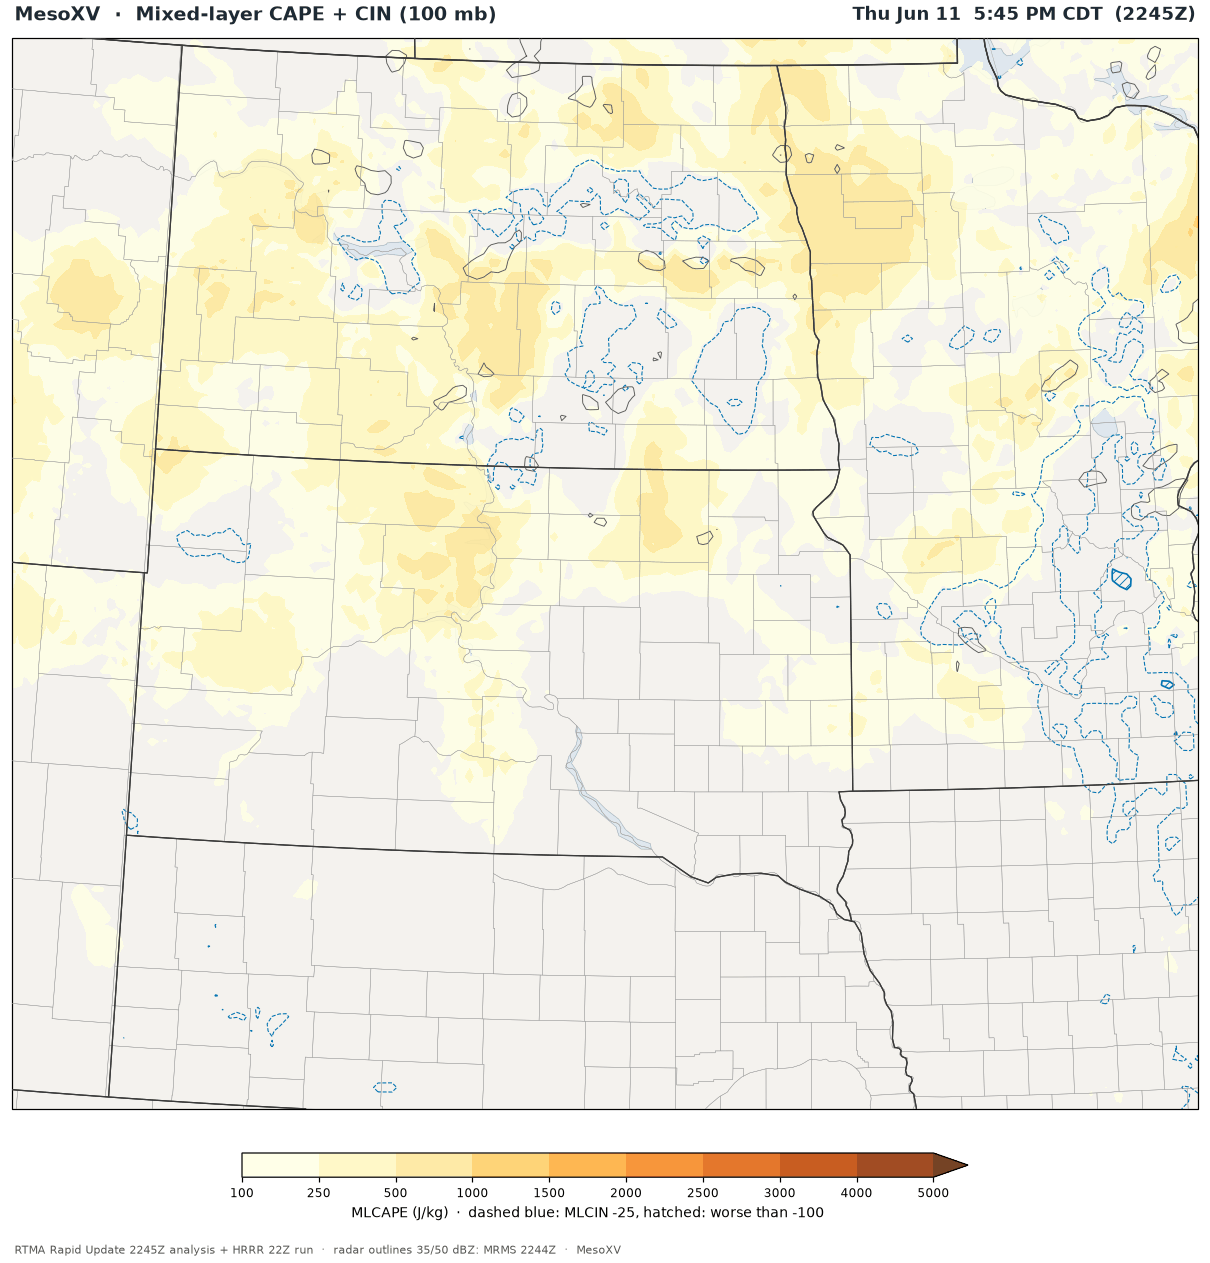 MesoXV · Mixed-layer CAPE + CIN (100 mb)
Thu Jun 11 5:45 PM CDT (2245Z)
100 250 500 1000 1500 2000 2500 3000 4000 5000
MLCAPE (J/kg) · dashed blue: MLCIN -25, hatched: worse than -100
RTMA Rapid Update 2245Z analysis + HRRR 22Z run · radar outlines 35/50 dBZ: MRMS 2244Z · MesoXV